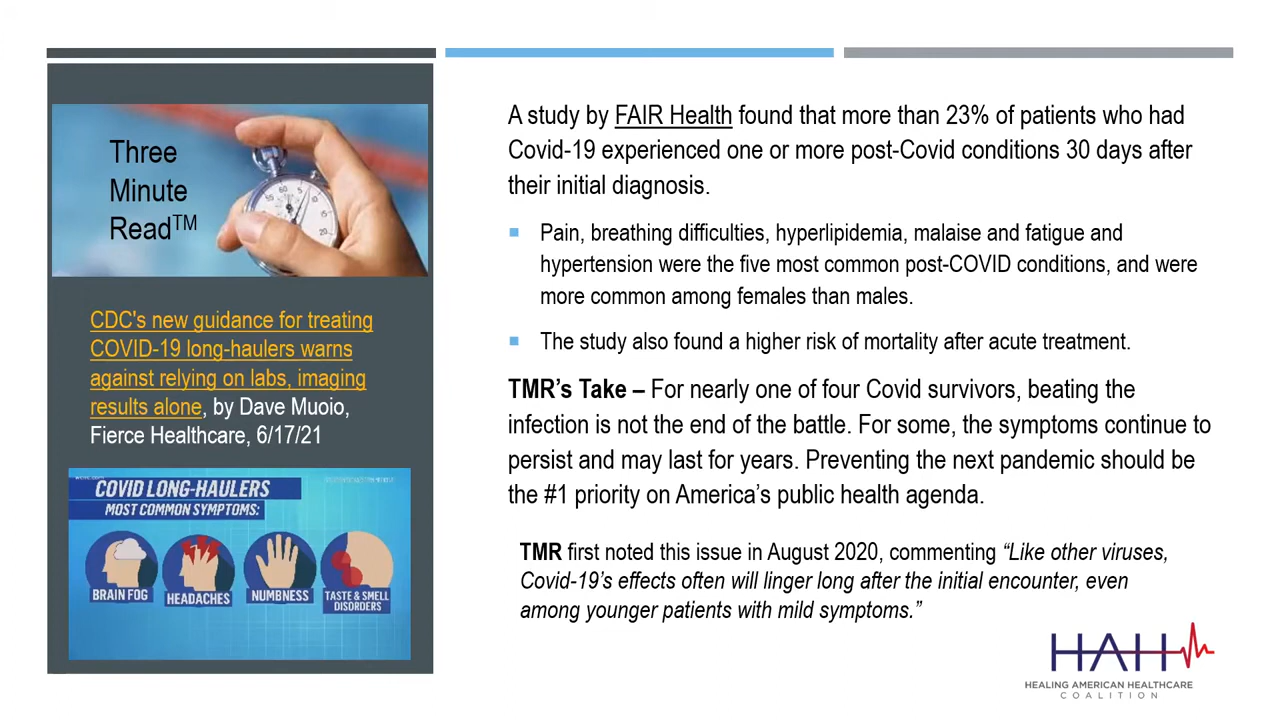 Three
Minute
Read™
CDC's new guidance for treating
COVID-19 long-haulers warns
against relying on labs, imaging
results alone, by Dave Muoio,
Fierce Healthcare, 6/17/21
COVID LONG-HAULERS
MOST COMMON SYMPTOMS:
BRAIN FOG
HEADACHES
NUMBNESS
TASTE & SMELL
DISORDERS
A study by FAIR Health found that more than 23% of patients who had
Covid-19 experienced one or more post-Covid conditions 30 days after
their initial diagnosis.
Pain, breathing difficulties, hyperlipidemia, malaise and fatigue and
hypertension were the five most common post-COVID conditions, and were
more common among females than males.
The study also found a higher risk of mortality after acute treatment.
TMR’s Take – For nearly one of four Covid survivors, beating the
infection is not the end of the battle. For some, the symptoms continue to
persist and may last for years. Preventing the next pandemic should be
the #1 priority on America’s public health agenda.
TMR first noted this issue in August 2020, commenting “Like other viruses,
Covid-19’s effects often will linger long after the initial encounter, even
among younger patients with mild symptoms.”
HAH
HEALING AMERICAN HEALTHCARE
COALITION